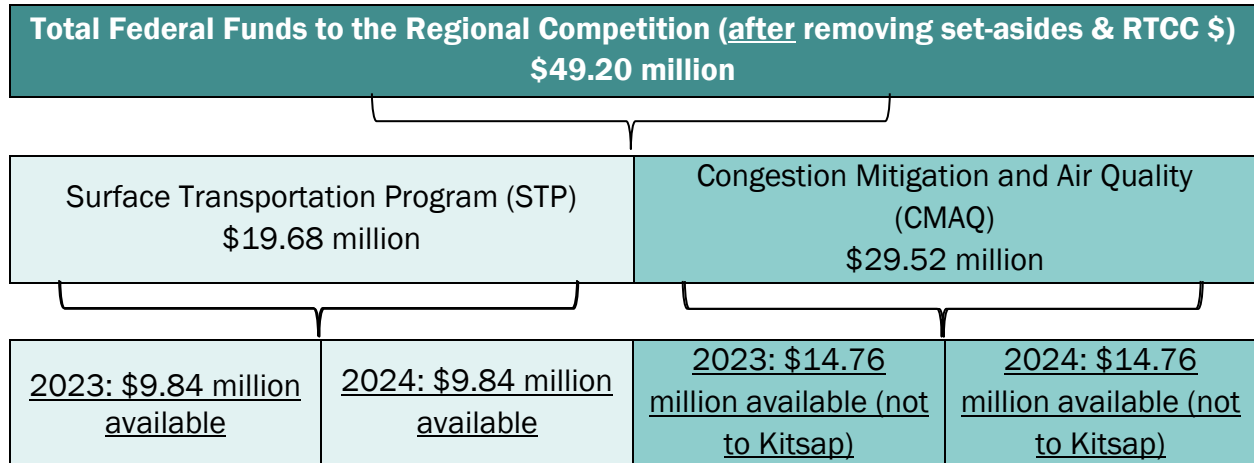 Total Federal Funds to the Regional Competition (after removing set-asides & RTCC $)
$49.20 million
Surface Transportation Program (STP)
$19.68 million
Congestion Mitigation and Air Quality
(CMAQ)
$29.52 million
2023: $9.84 million
available
2024: $9.84 million
available
2023: $14.76
million available (not
to Kitsap)
2024: $14.76
million available (not
to Kitsap)